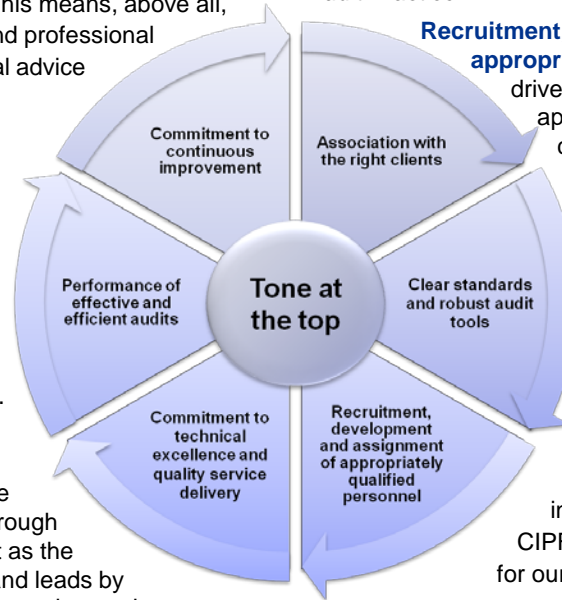 his means, above all,
nd professional
al advice
Recruitment
appropr
drive
ap
Commitment to
continuous
improvement
Association with
the right clients
Performance of
effective and
efficient audits
Tone at
the top
Clear standards
and robust audit
tools
Commitment to
technical
excellence and
quality service
delivery
Recruitment,
development
and assignment
of appropriately
qualified
personnel
rough
t as the
and leads by
in
CIPF
for our